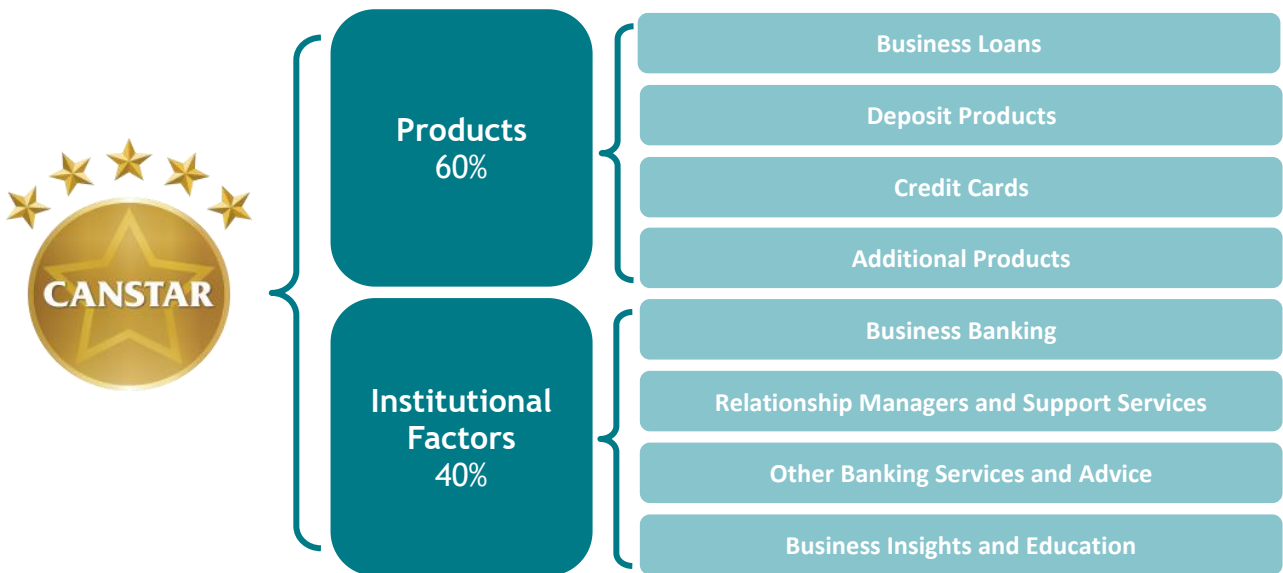 CANSTAR
Products
60%
Business Loans
Deposit Products
Credit Cards
Additional Products
Institutional
Factors
40%
Business Banking
Relationship Managers and Support Services
Other Banking Services and Advice
Business Insights and Education